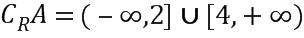 C_R A = ( − ∞,2] ∪ [4, + ∞)